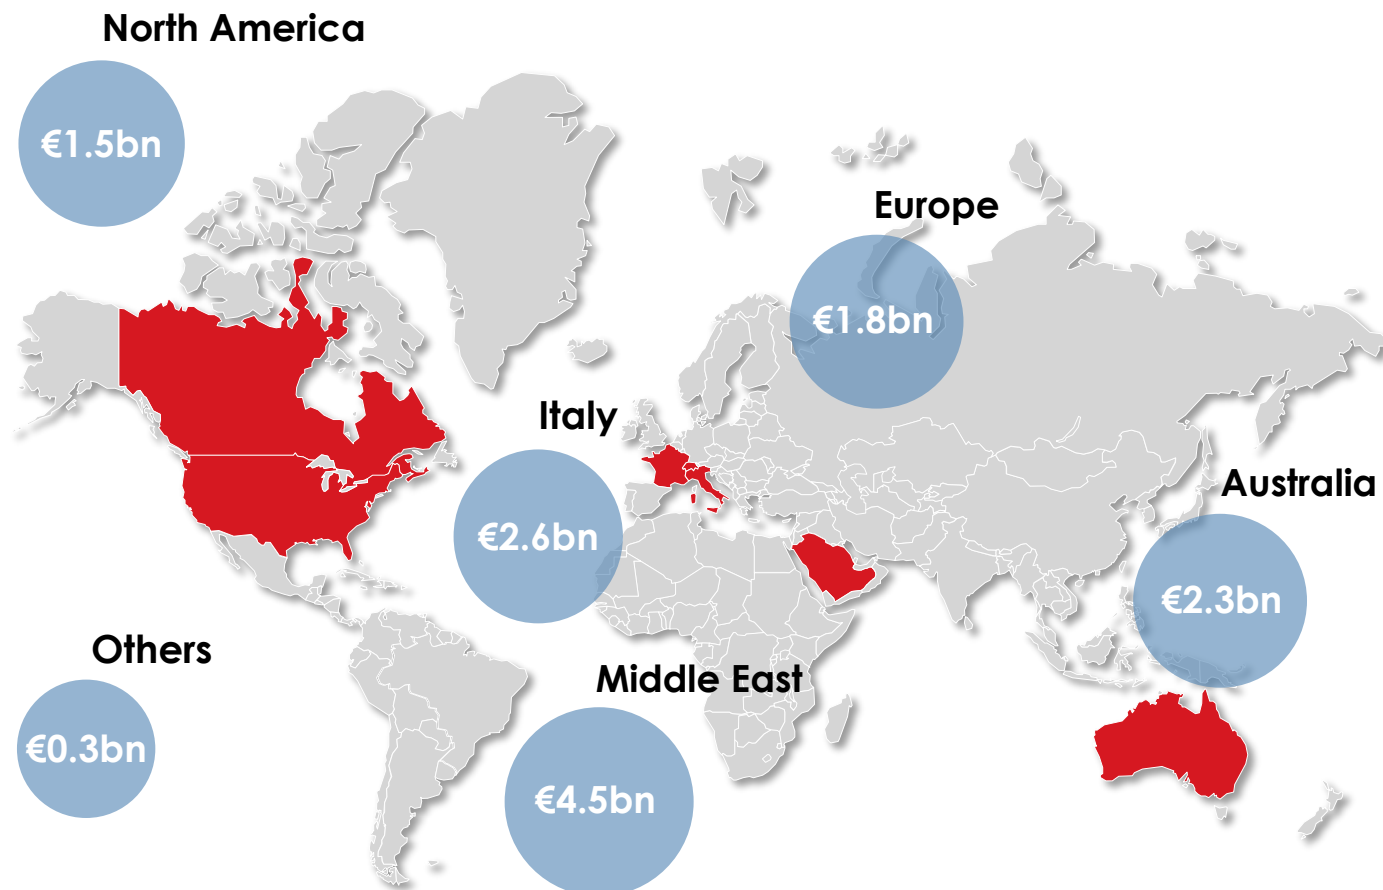 North America
€1.5bn
Europe
€1.8bn
Italy
€2.6bn
Australia
€2.3bn
Others
€0.3bn
Middle East
€4.5bn